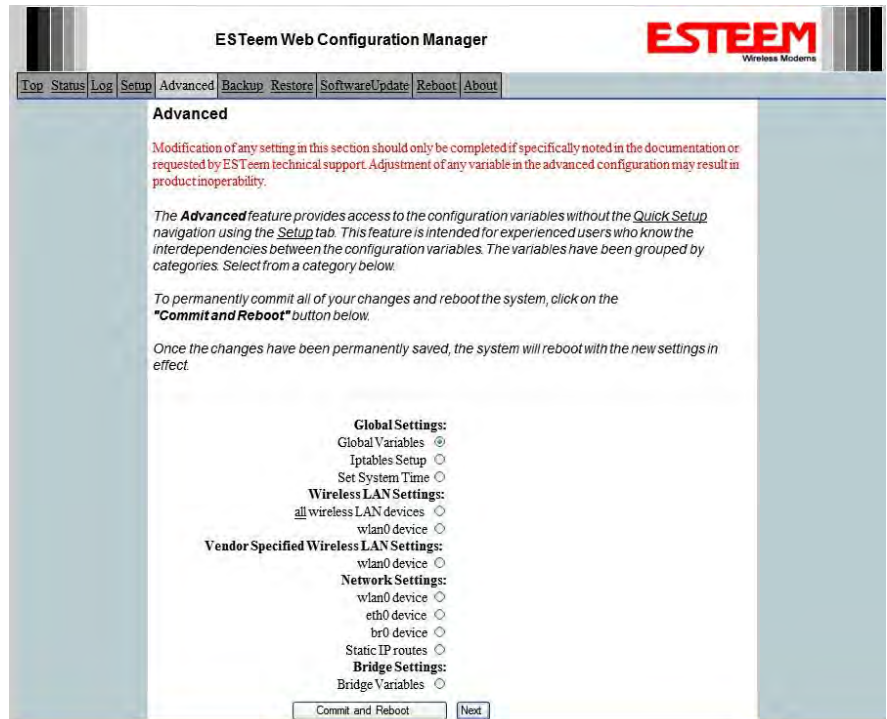 ESTeem Web Configuration Manager
ESTEEM
Wireless Modems
Top Status Log Setup Advanced Backup Restore SoftwareUpdate Reboot About
Advanced
Modification of any setting in this section should only be completed if specifically noted in the documentation or
requested by ESTeem technical support. Adjustment of any variable in the advanced configuration may result in
product inoperability.
The Advanced feature provides access to the configuration variables without the Quick Setup
navigation using the Setup tab. This feature is intended for experienced users who know the
interdependencies between the configuration variables. The variables have been grouped by
categories. Select from a category below.
To permanently commit all of your changes and reboot the system, click on the
"Commit and Reboot" button below.
Once the changes have been permanently saved, the system will reboot with the new settings in
effect.
Global Settings:
Global Variables
Iptables Setup
Set System Time
Wireless LAN Settings:
all wireless LAN devices
wlan0 device
Vendor Specified Wireless LAN Settings:
wlan0 device
Network Settings:
wlan0 device
eth0 device
br0 device
Static IP routes
Bridge Settings:
Bridge Variables
Commit and Reboot Next